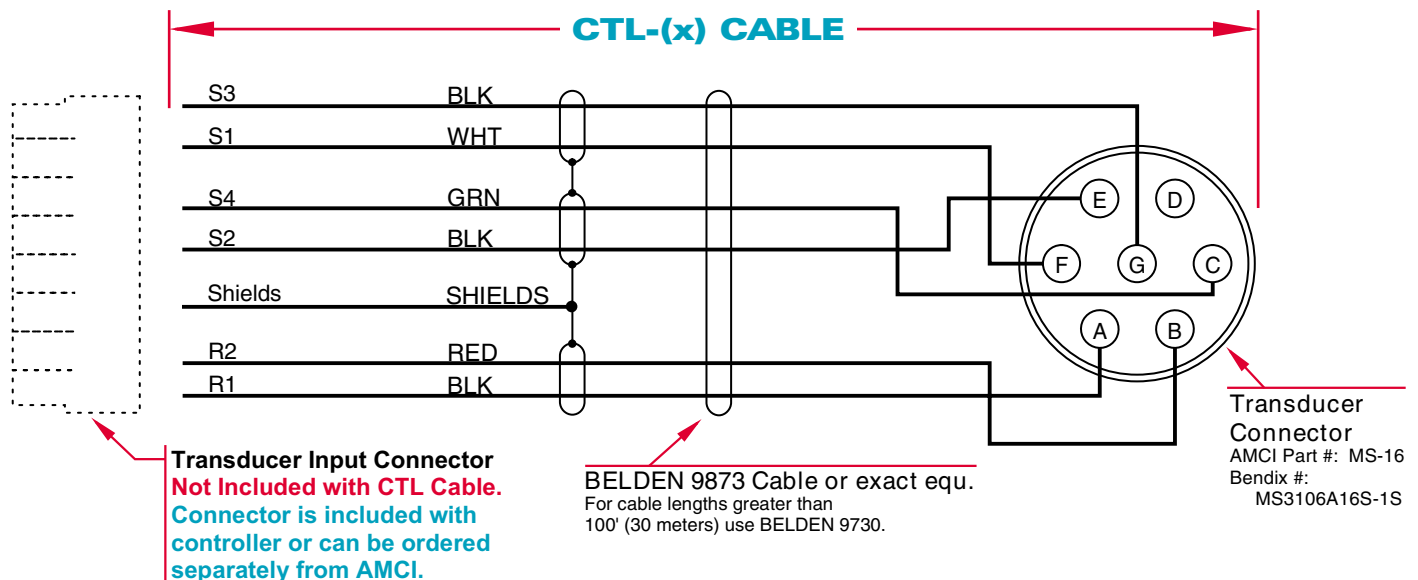 CTL-(x) CABLE
S3 BLK
S1 WHT
S4 GRN
S2 BLK
Shields SHIELDS
R2 RED
R1 BLK
E D
F G C
A B
Transducer Input Connector
Not Included with CTL Cable.
Connector is included with
controller or can be ordered
separately from AMCI.
BELDEN 9873 Cable or exact equ.
For cable lengths greater than
100' (30 meters) use BELDEN 9730.
Transducer
Connector
AMCI Part #: MS-16
Bendix #:
MS3106A16S-1S